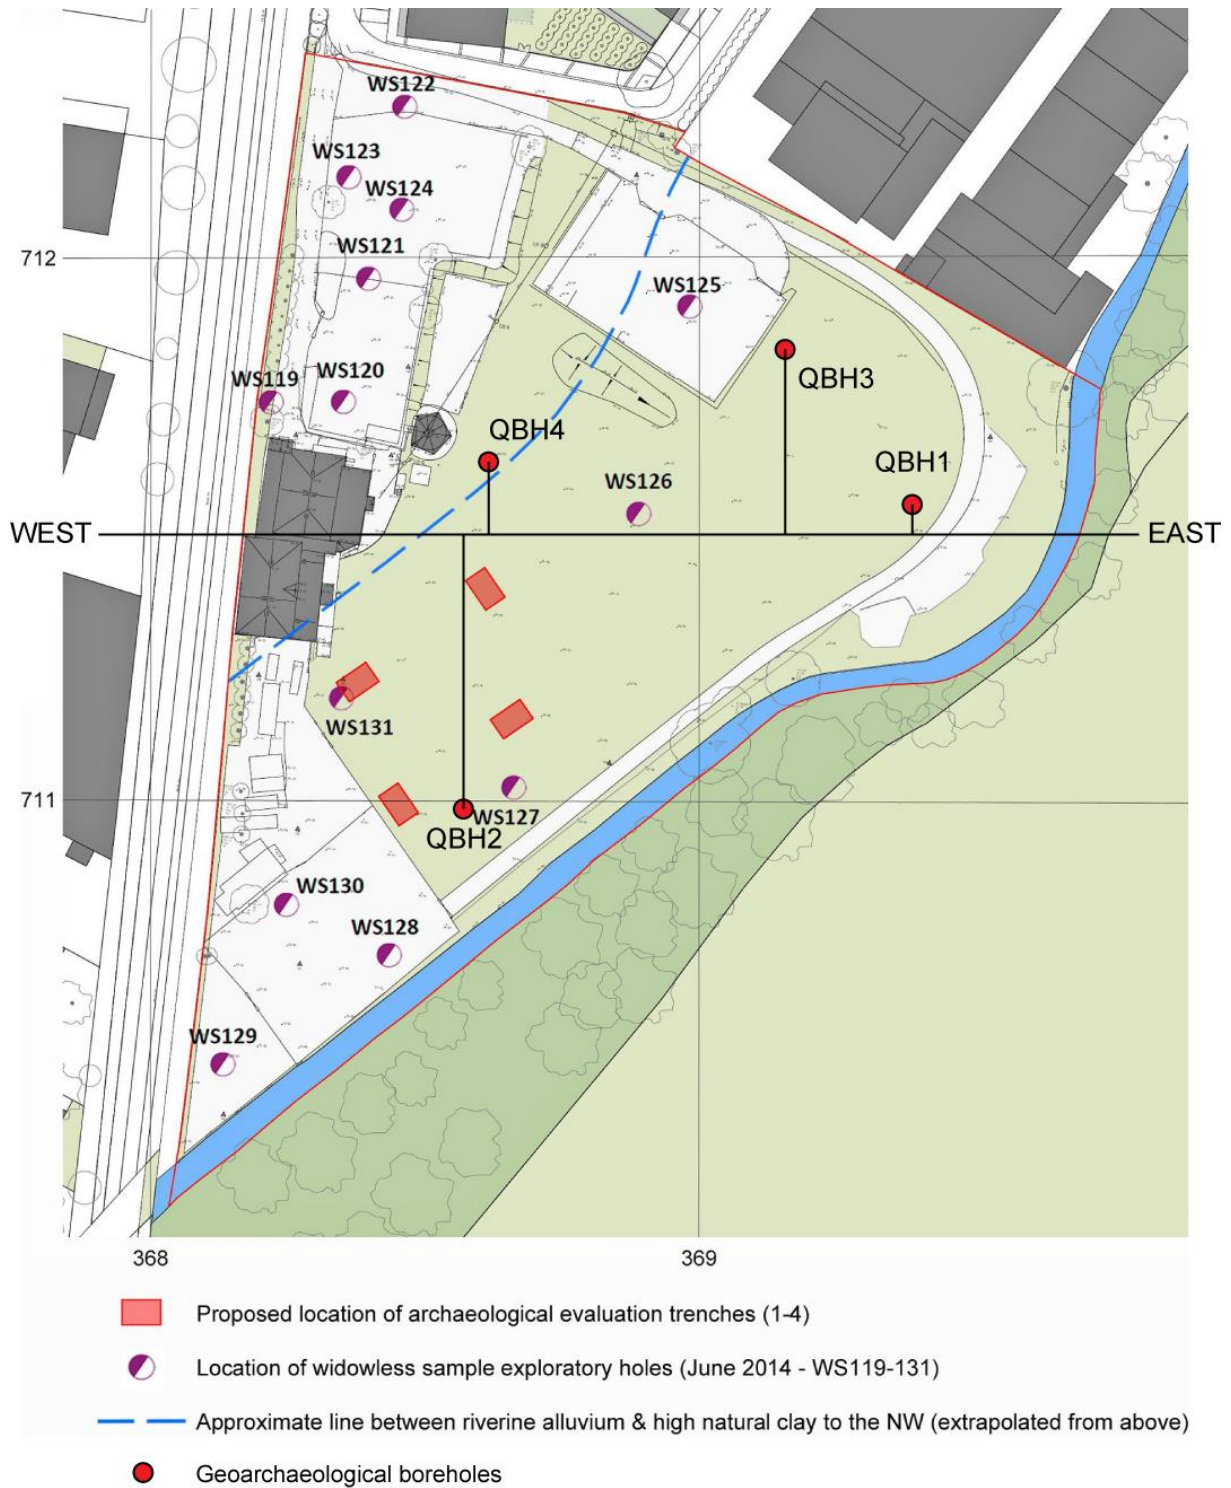 WS122
WS123
WS124
WS121
712
WS125
WS119
WS120
QBH3
QBH4
QBH1
WS126
WEST
EAST
WS131
711
WS127
QBH2
WS130
WS128
WS129
368
369
Proposed location of archaeological evaluation trenches (1-4)
Location of widowless sample exploratory holes (June 2014 - WS119-131)
Approximate line between riverine alluvium & high natural clay to the NW (extrapolated from above)
Geoarchaeological boreholes